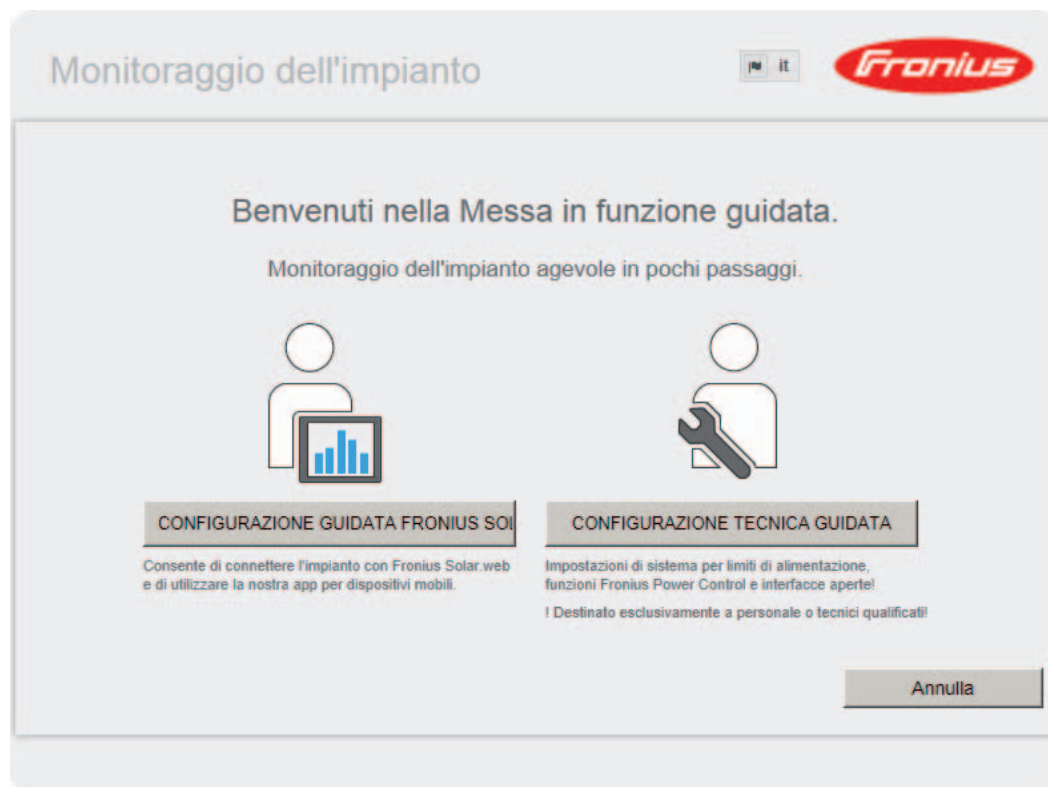 Monitoraggio dell'impianto
it
Fronius
Benvenuti nella Messa in funzione guidata.
Monitoraggio dell'impianto agevole in pochi passaggi.
CONFIGURAZIONE GUIDATA FRONIUS SOL
Consente di connettere l'impianto con Fronius Solar.web
e di utilizzare la nostra app per dispositivi mobili.
CONFIGURAZIONE TECNICA GUIDATA
Impostazioni di sistema per limiti di alimentazione,
funzioni Fronius Power Control e interfacce aperte!
! Destinato esclusivamente a personale o tecnici qualificati!
Annulla